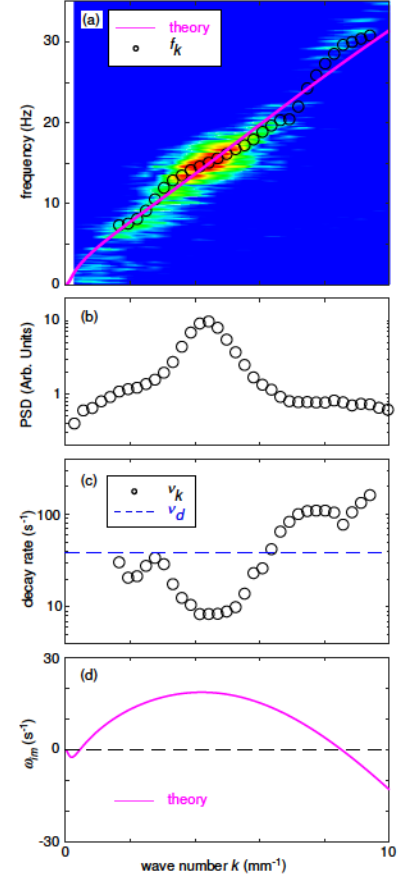 (a)
theory
f_k
30
20
10
0
frequency (Hz)
(b)
10
1
PSD (Arb. Units)
(c)
ν_k
ν_d
100
10
decay rate (s⁻¹)
(d)
30
0
-30
ω_Im (s⁻¹)
theory
0
10
wave number k (mm⁻¹)